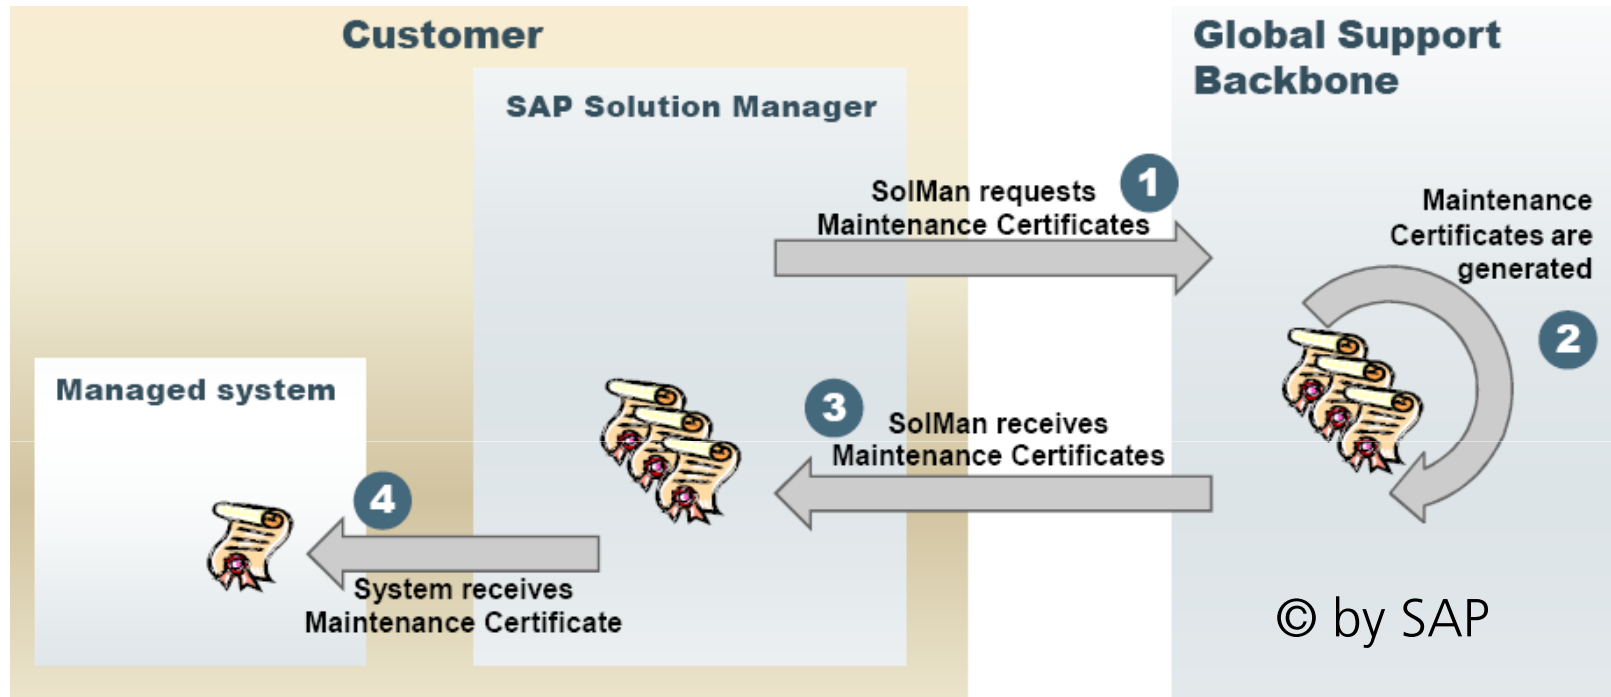 Customer
Global Support
Backbone
SAP Solution Manager
SolMan requests
Maintenance Certificates
1
Maintenance
Certificates are
generated
2
Managed system
3
SolMan receives
Maintenance Certificates
4
System receives
Maintenance Certificate
© by SAP